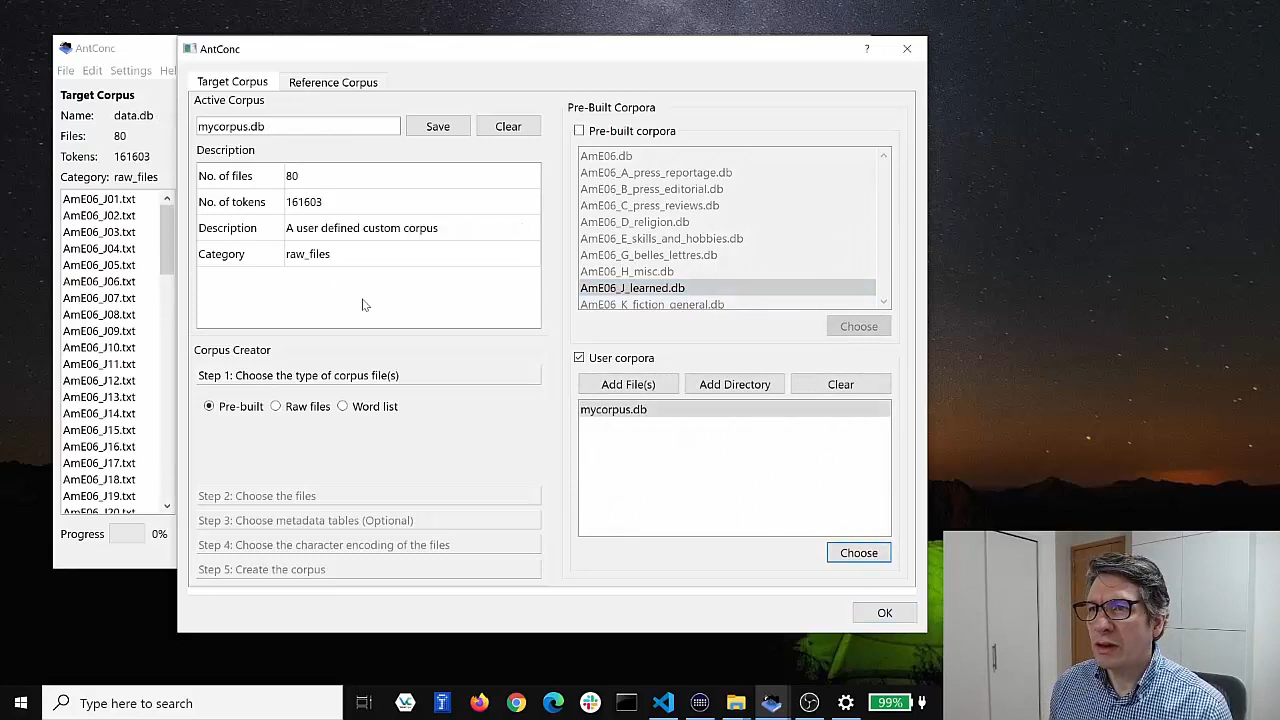 AntConc
File Edit Settings Hel
Target Corpus
Name: data.db
Files: 80
Tokens: 161603
Category: raw_files
AmE06_J01.txt
AmE06_J02.txt
AmE06_J03.txt
AmE06_J04.txt
AmE06_J05.txt
AmE06_J06.txt
AmE06_J07.txt
AmE06_J08.txt
AmE06_J09.txt
AmE06_J10.txt
AmE06_J11.txt
AmE06_J12.txt
AmE06_J13.txt
AmE06_J14.txt
AmE06_J15.txt
AmE06_J16.txt
AmE06_J17.txt
AmE06_J18.txt
AmE06_J19.txt
AmE06_J20.txt
Progress 0%
AntConc ?
Target Corpus Reference Corpus
Active Corpus
mycorpus.db Save Clear
Description
No. of files 80
No. of tokens 161603
Description A user defined custom corpus
Category raw_files
Corpus Creator
Step 1: Choose the type of corpus file(s)
Pre-built Raw files Word list
Step 2: Choose the files
Step 3: Choose metadata tables (Optional)
Step 4: Choose the character encoding of the files
Step 5: Create the corpus
Pre-Built Corpora
Pre-built corpora
AmE06.db
AmE06_A_press_reportage.db
AmE06_B_press_editorial.db
AmE06_C_press_reviews.db
AmE06_D_religion.db
AmE06_E_skills_and_hobbies.db
AmE06_G_belles_lettres.db
AmE06_H_misc.db
AmE06_J_learned.db
AmE06_K_fiction_general.db
Choose
User corpora
Add File(s) Add Directory Clear
mycorpus.db
Choose
OK
Type here to search
99%